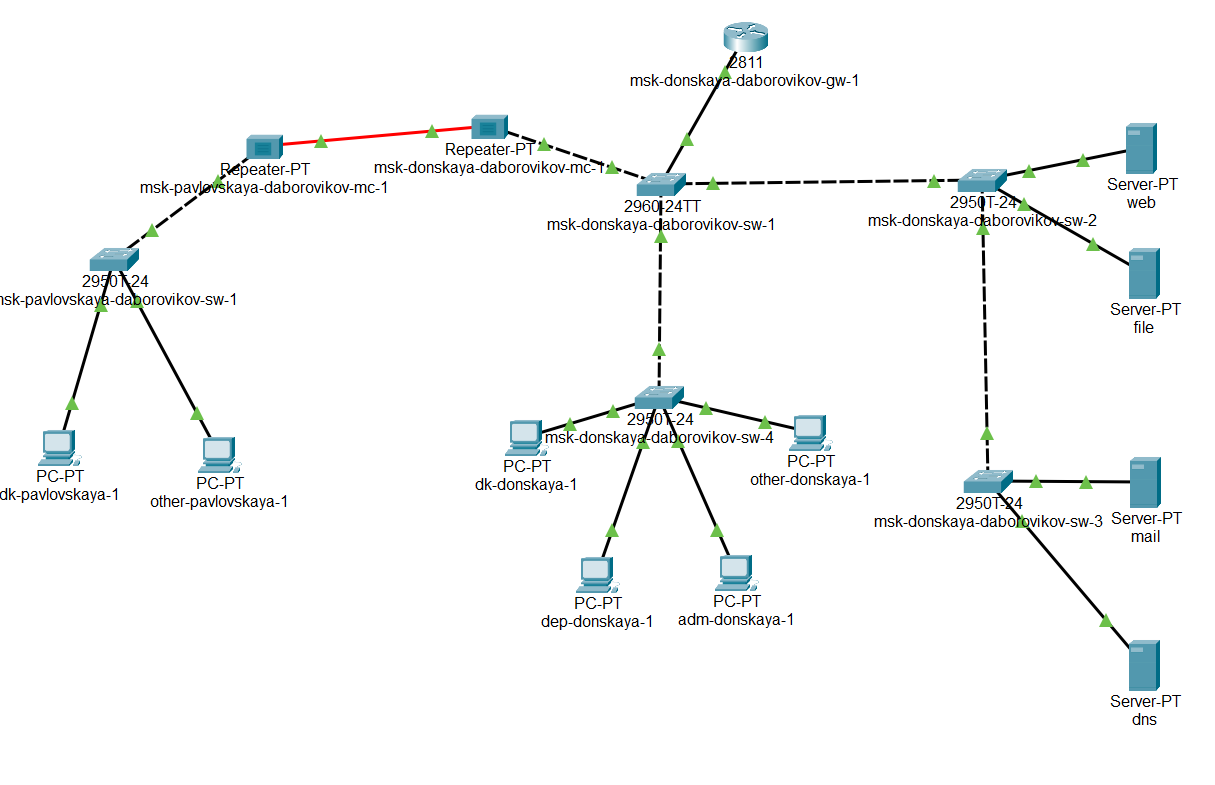 2811
msk-donskaya-daborovikov-gw-1
Repeater-PT
msk-donskaya-daborovikov-mc-1
Repeater-PT
msk-pavlovskaya-daborovikov-mc-1
2960-24TT
msk-donskaya-daborovikov-sw-1
2950T-24
msk-donskaya-daborovikov-sw-2
Server-PT
web
Server-PT
file
2950T-24
msk-pavlovskaya-daborovikov-sw-1
2950T-24
msk-donskaya-daborovikov-sw-4
PC-PT
dk-pavlovskaya-1
PC-PT
other-pavlovskaya-1
PC-PT
dk-donskaya-1
PC-PT
other-donskaya-1
2950T-24
msk-donskaya-daborovikov-sw-3
Server-PT
mail
PC-PT
dep-donskaya-1
PC-PT
adm-donskaya-1
Server-PT
dns